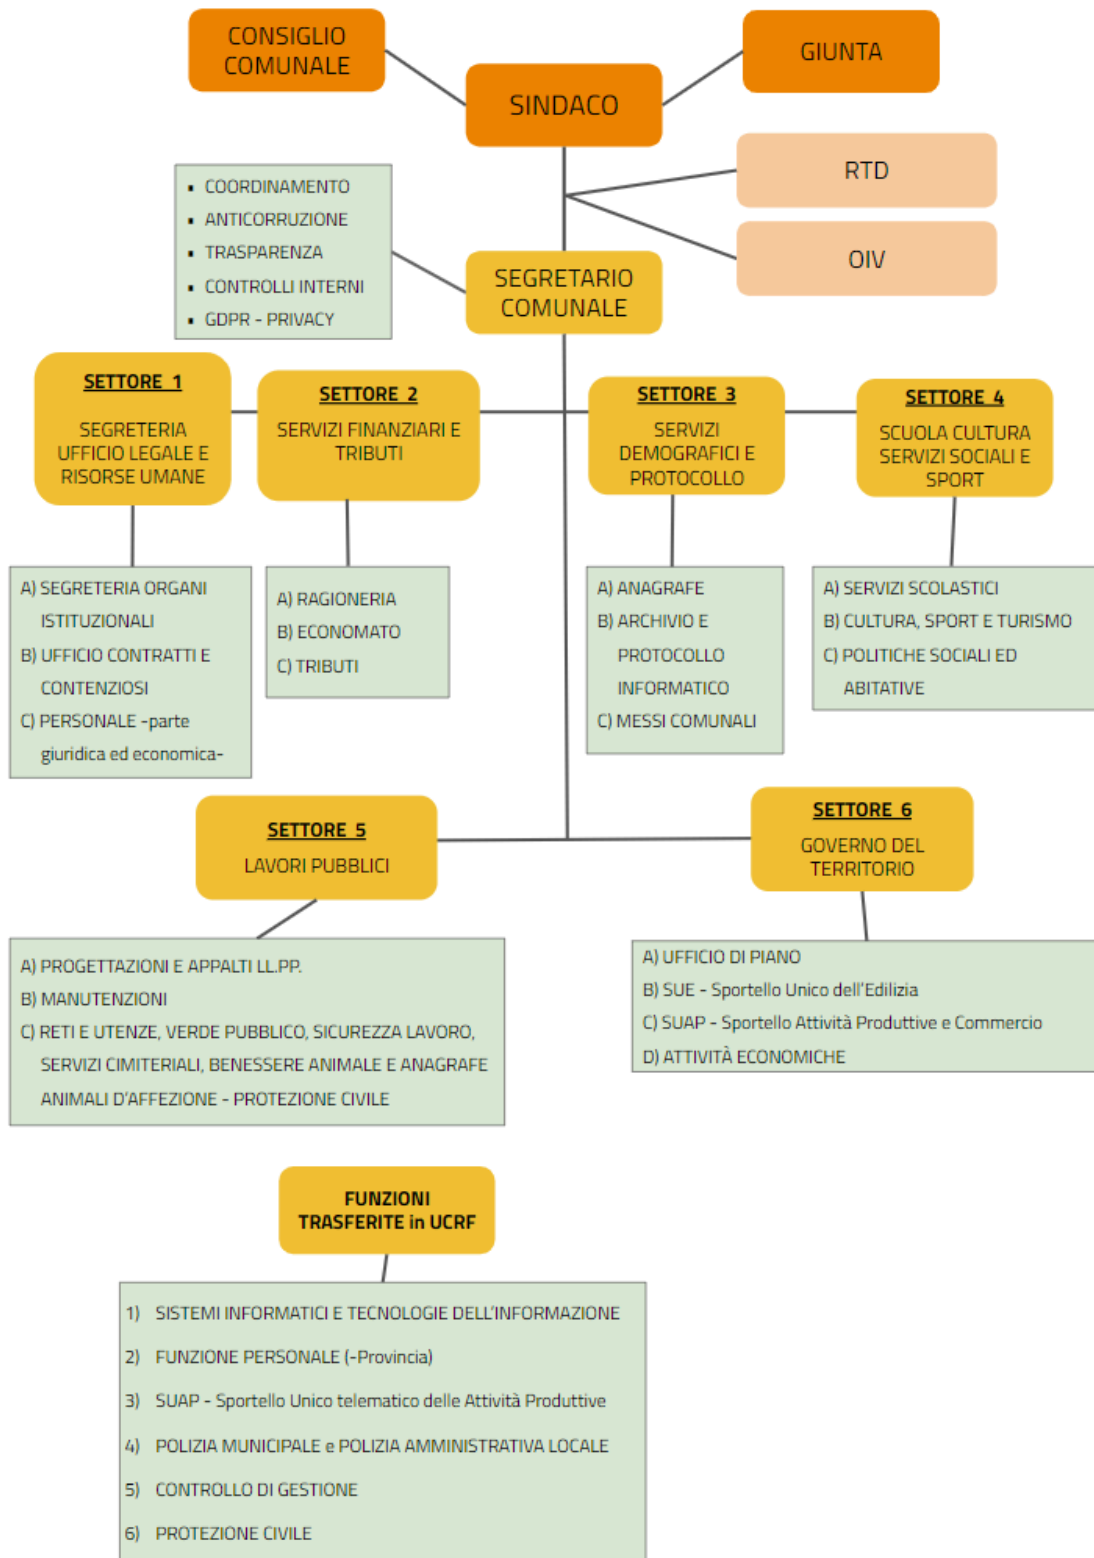 CONSIGLIO
COMUNALE
GIUNTA
SINDACO
RTD
OIV
▪ COORDINAMENTO
▪ ANTICORRUZIONE
▪ TRASPARENZA
▪ CONTROLLI INTERNI
▪ GDPR - PRIVACY
SEGRETARIO
COMUNALE
SETTORE 1
SEGRETERIA
UFFICIO LEGALE E
RISORSE UMANE
SETTORE 2
SERVIZI FINANZIARI E
TRIBUTI
SETTORE 3
SERVIZI
DEMOGRAFICI E
PROTOCOLLO
SETTORE 4
SCUOLA CULTURA
SERVIZI SOCIALI E
SPORT
A) SEGRETERIA ORGANI
ISTITUZIONALI
B) UFFICIO CONTRATTI E
CONTENZIOSI
C) PERSONALE -parte
giuridica ed economica-
A) RAGIONERIA
B) ECONOMATO
C) TRIBUTI
A) ANAGRAFE
B) ARCHIVIO E
PROTOCOLLO
INFORMATICO
C) MESSI COMUNALI
A) SERVIZI SCOLASTICI
B) CULTURA, SPORT E TURISMO
C) POLITICHE SOCIALI ED
ABITATIVE
SETTORE 5
LAVORI PUBBLICI
SETTORE 6
GOVERNO DEL
TERRITORIO
A) PROGETTAZIONI E APPALTI LL.PP.
B) MANUTENZIONI
C) RETI E UTENZE, VERDE PUBBLICO, SICUREZZA LAVORO,
SERVIZI CIMITERIALI, BENESSERE ANIMALE E ANAGRAFE
ANIMALI D'AFFEZIONE - PROTEZIONE CIVILE
A) UFFICIO DI PIANO
B) SUE - Sportello Unico dell'Edilizia
C) SUAP - Sportello Attività Produttive e Commercio
D) ATTIVITÀ ECONOMICHE
FUNZIONI
TRASFERITE in UCRF
1) SISTEMI INFORMATICI E TECNOLOGIE DELL'INFORMAZIONE
2) FUNZIONE PERSONALE (-Provincia)
3) SUAP - Sportello Unico telematico delle Attività Produttive
4) POLIZIA MUNICIPALE e POLIZIA AMMINISTRATIVA LOCALE
5) CONTROLLO DI GESTIONE
6) PROTEZIONE CIVILE